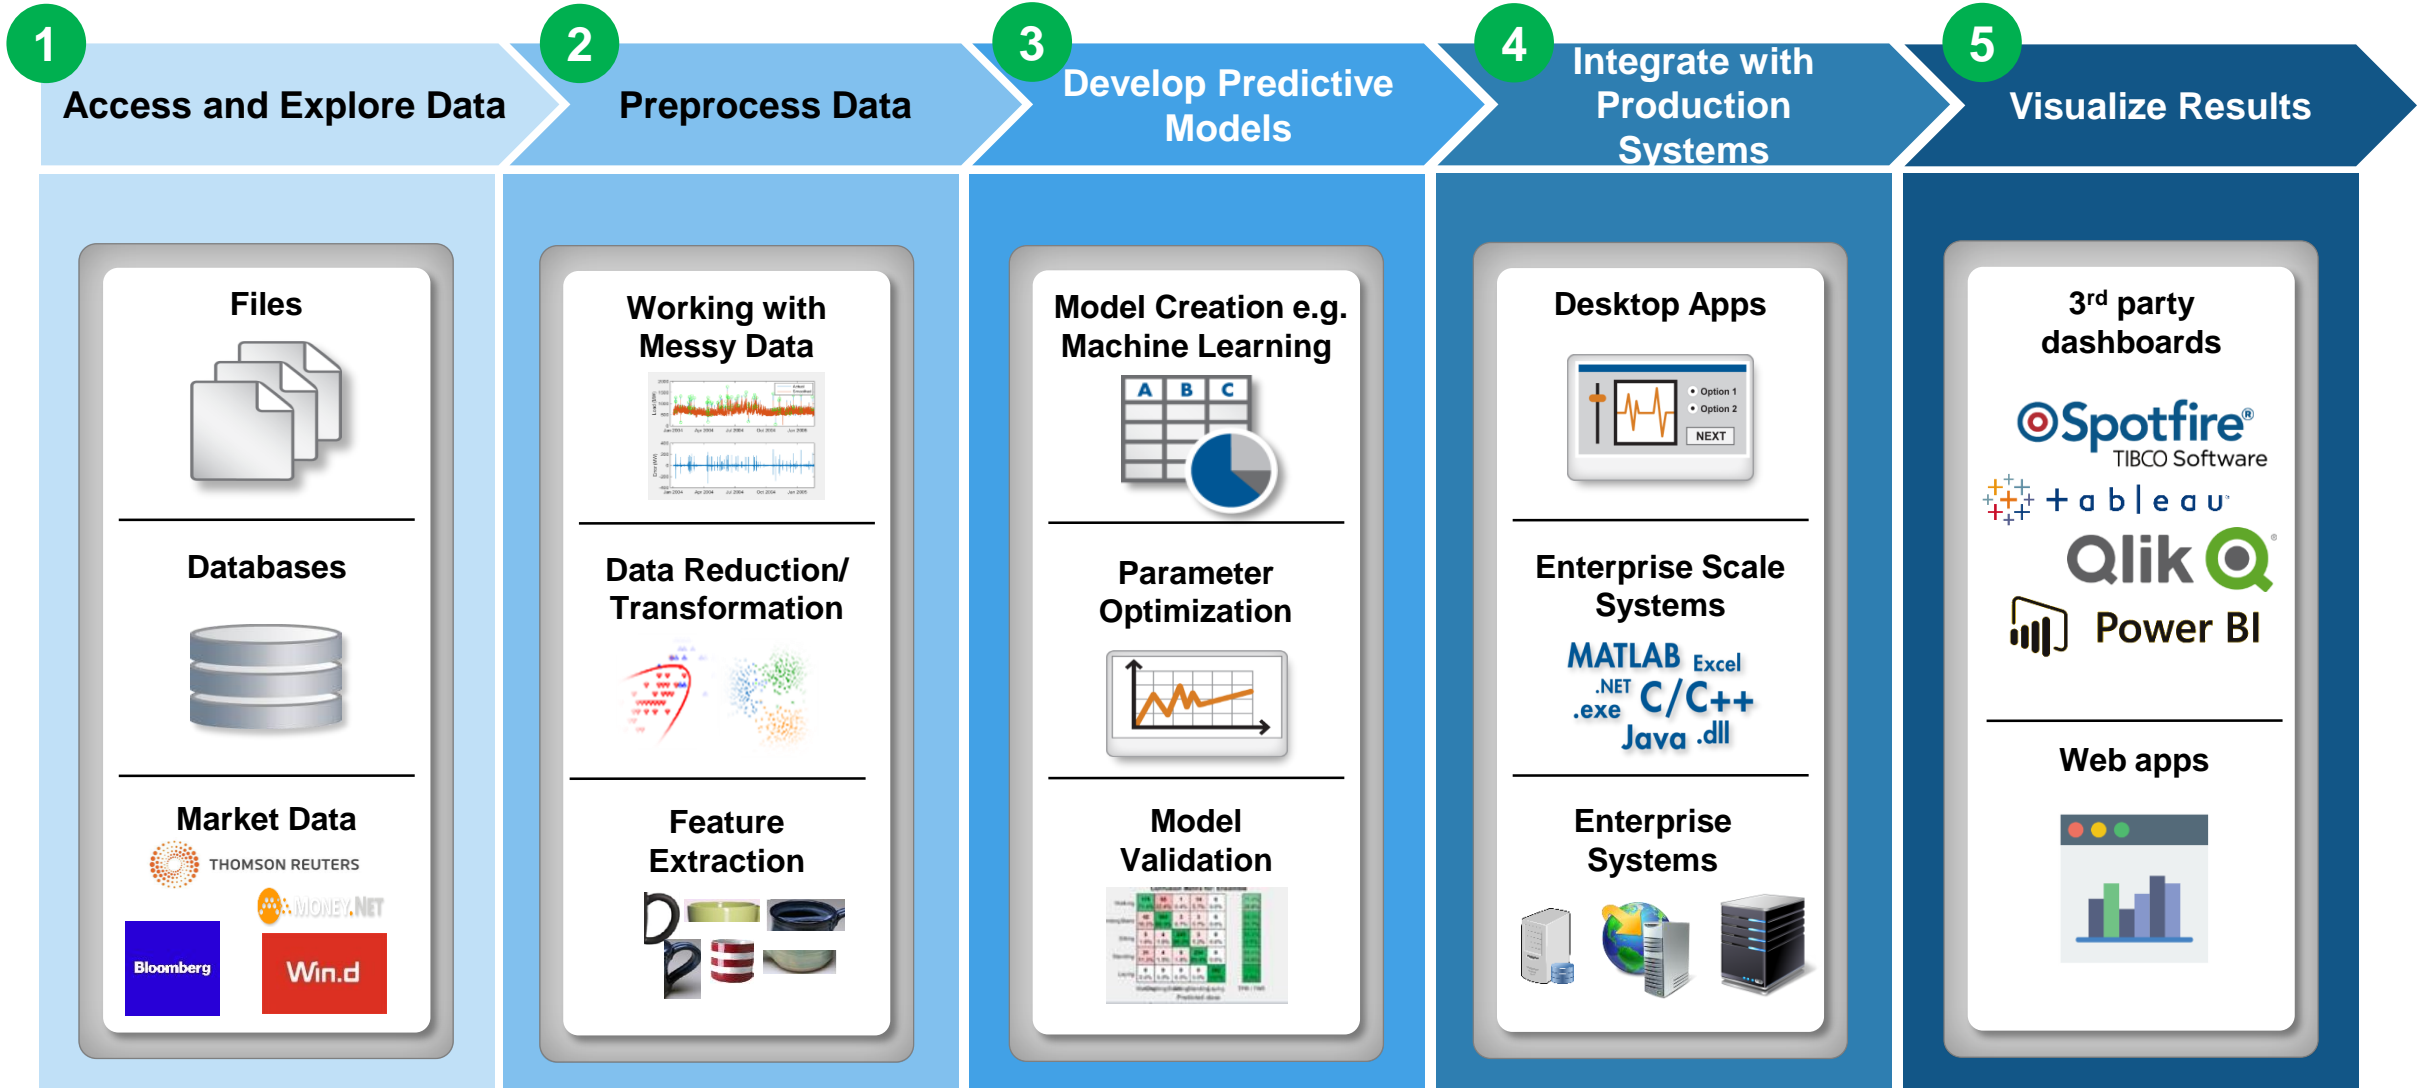 1
Access and Explore Data
2
Preprocess Data
3
Develop Predictive
Models
4
Integrate with
Production
Systems
5
Visualize Results
Files
Databases
Market Data
THOMSON REUTERS
MONEY.NET
Bloomberg
Win.d
Working with
Messy Data
Data Reduction/
Transformation
Feature
Extraction
Model Creation e.g.
Machine Learning
A B C
Parameter
Optimization
Model
Validation
Desktop Apps
Option 1
Option 2
NEXT
Enterprise Scale
Systems
MATLAB Excel
.NET C/C++
.exe
Java .dll
Enterprise
Systems
3rd party
dashboards
Spotfire®
TIBCO Software
+ableau
Qlik
Power BI
Web apps